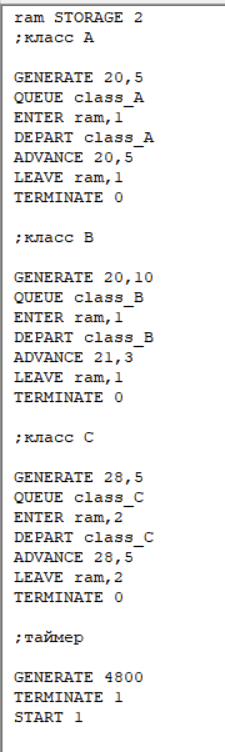 ram STORAGE 2
;класс A
GENERATE 20,5
QUEUE class_A
ENTER ram,1
DEPART class_A
ADVANCE 20,5
LEAVE ram,1
TERMINATE 0
;класс B
GENERATE 20,10
QUEUE class_B
ENTER ram,1
DEPART class_B
ADVANCE 21,3
LEAVE ram,1
TERMINATE 0
;класс C
GENERATE 28,5
QUEUE class_C
ENTER ram,2
DEPART class_C
ADVANCE 28,5
LEAVE ram,2
TERMINATE 0
;таймер
GENERATE 4800
TERMINATE 1
START 1